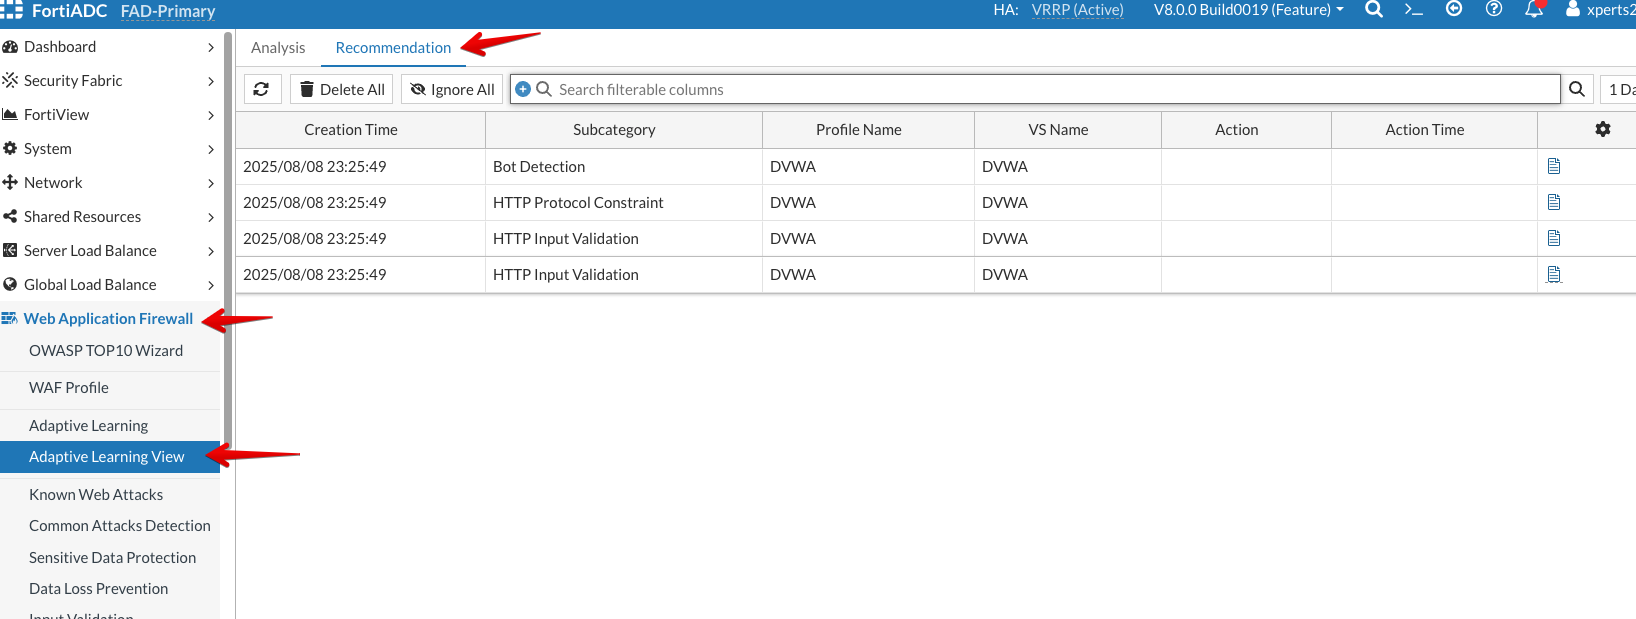 FortiADC FAD-Primary HA: VRRP (Active) V8.0.0 Build0019 (Feature) xperts2
Dashboard
Security Fabric
FortiView
System
Network
Shared Resources
Server Load Balance
Global Load Balance
Web Application Firewall
OWASP TOP10 Wizard
WAF Profile
Adaptive Learning
Adaptive Learning View
Known Web Attacks
Common Attacks Detection
Sensitive Data Protection
Data Loss Prevention
Input Validation
Analysis Recommendation
Delete All Ignore All Search filterable columns 1 Da
Creation Time Subcategory Profile Name VS Name Action Action Time
2025/08/08 23:25:49 Bot Detection DVWA DVWA
2025/08/08 23:25:49 HTTP Protocol Constraint DVWA DVWA
2025/08/08 23:25:49 HTTP Input Validation DVWA DVWA
2025/08/08 23:25:49 HTTP Input Validation DVWA DVWA